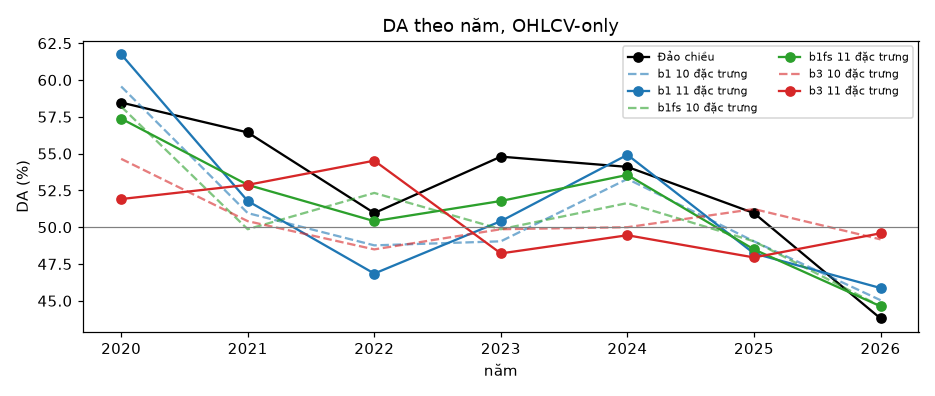 DA theo năm, OHLCV-only
Đảo chiều
b1 10 đặc trưng
b1 11 đặc trưng
b1fs 10 đặc trưng
b1fs 11 đặc trưng
b3 10 đặc trưng
b3 11 đặc trưng
DA (%)
62.5
60.0
57.5
55.0
52.5
50.0
47.5
45.0
2020 2021 2022 2023 2024 2025 2026
năm